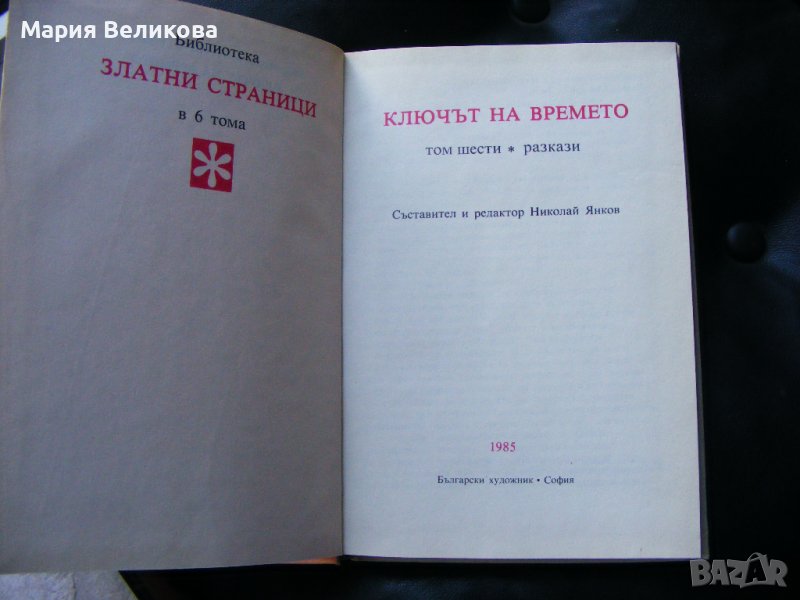 Мария Великова
Библиотека
ЗЛАТНИ СТРАНИЦИ
в 6 тома
КЛЮЧЪТ НА ВРЕМЕТО
том шести * разкази
Съставител и редактор Николай Янков
1985
Български художник • София
BAZAR